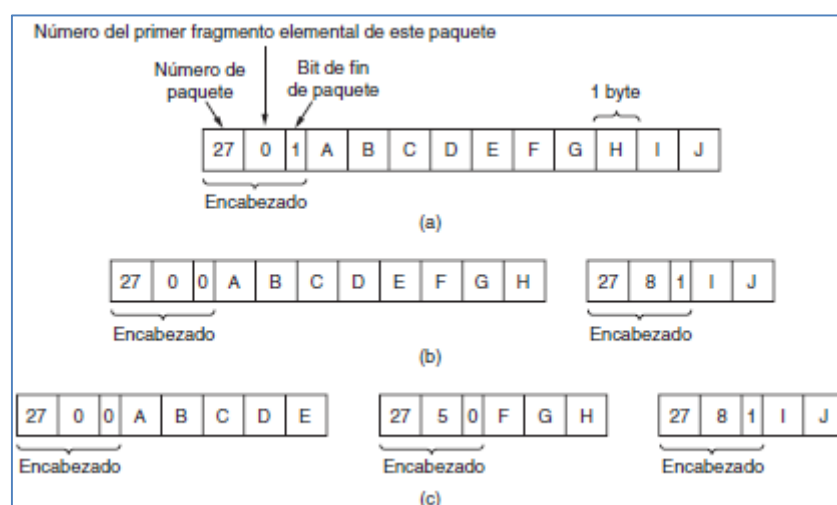 Número del primer fragmento elemental de este paquete
Número de paquete
Bit de fin de paquete
1 byte
27 0 1 A B C D E F G H I J
Encabezado
(a)
27 0 0 A B C D E F G H 27 8 1 I J
Encabezado Encabezado
(b)
27 0 0 A B C D E 27 5 0 F G H 27 8 1 I J
Encabezado Encabezado Encabezado
(c)